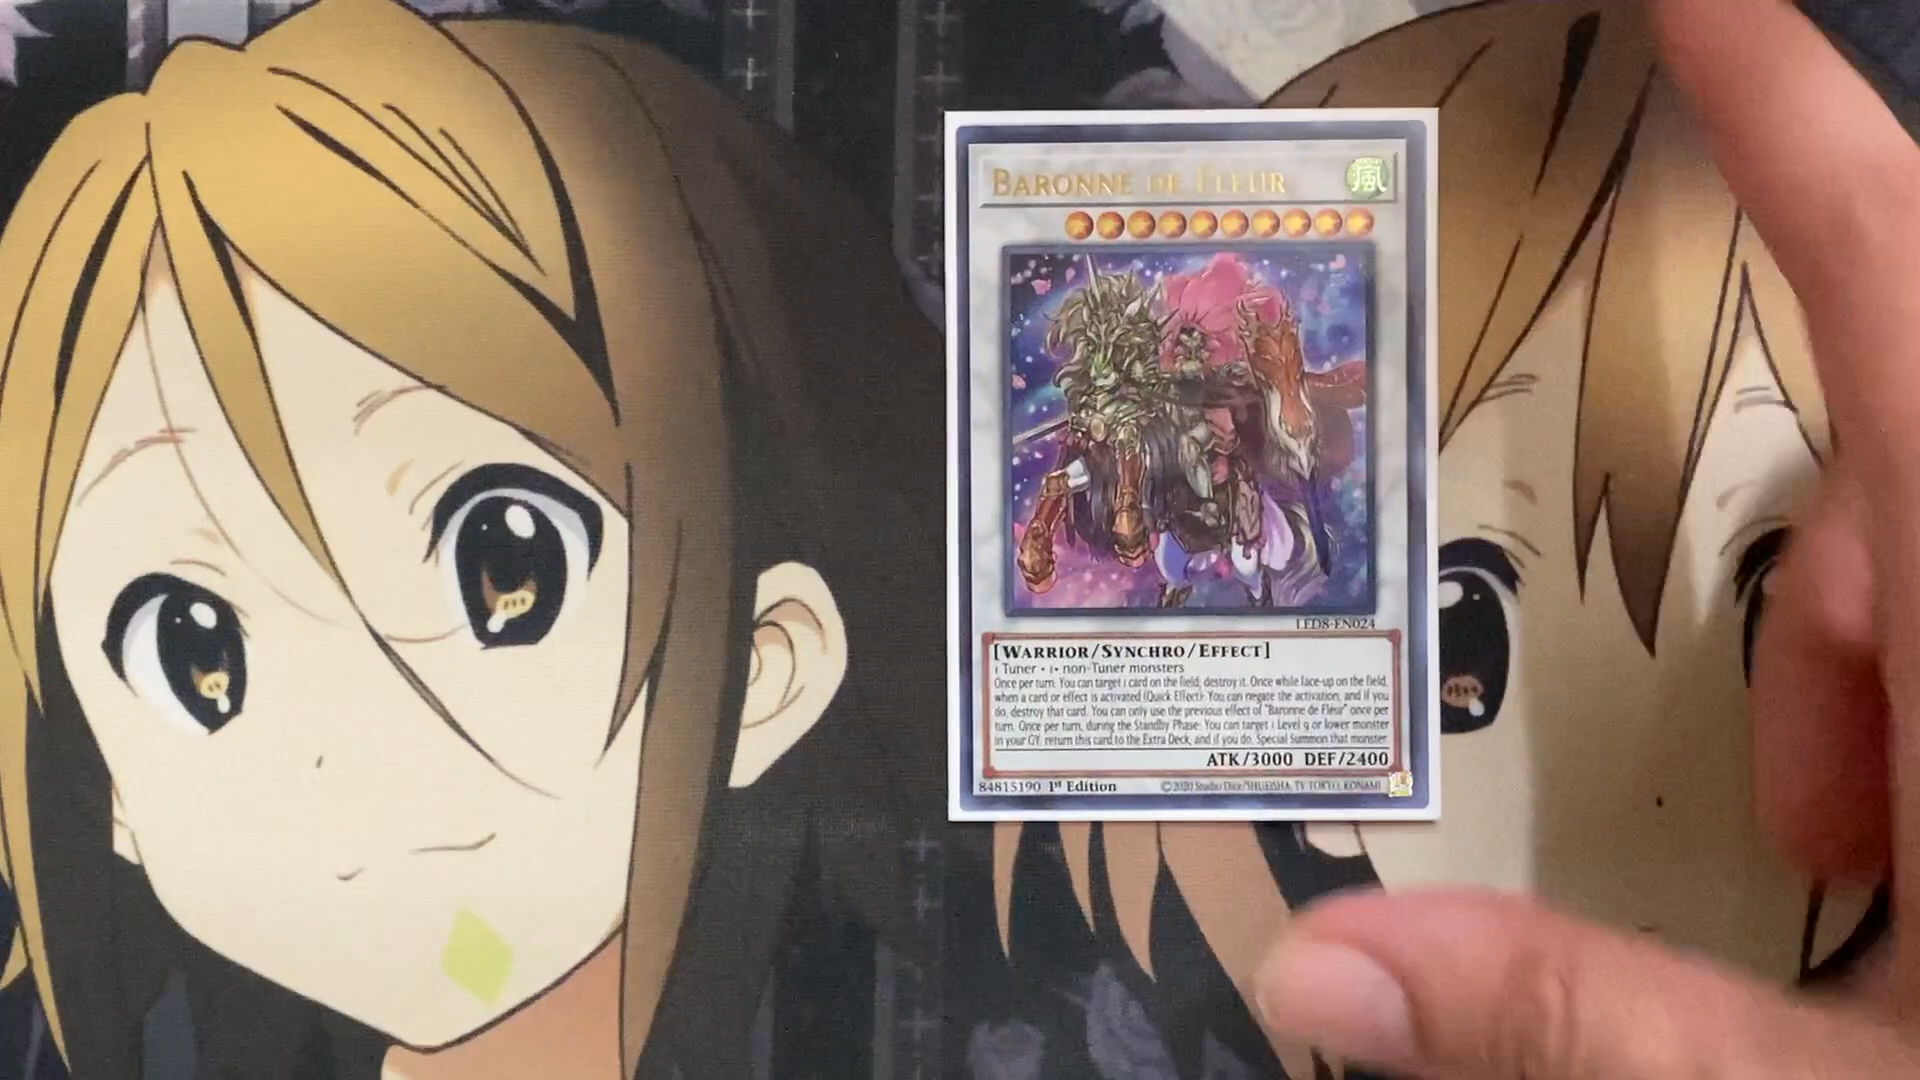 BARONNE DE FLEUR
風
LED8-EN024
[WARRIOR/SYNCHRO/EFFECT]
1 Tuner + 1+ non-Tuner monsters
Once per turn: You can target 1 card on the field; destroy it. Once while face-up on the field,
when a card or effect is activated (Quick Effect): You can negate the activation, and if you
do, destroy that card. You can only use the previous effect of "Baronne de Fleur" once per
turn. Once per turn, during the Standby Phase: You can target 1 Level 9 or lower monster
in your GY; return this card to the Extra Deck, and if you do, Special Summon that monster.
ATK/3000 DEF/2400
84815190 1st Edition ©2020 Studio Dice/SHUEISHA, TV TOKYO, KONAMI